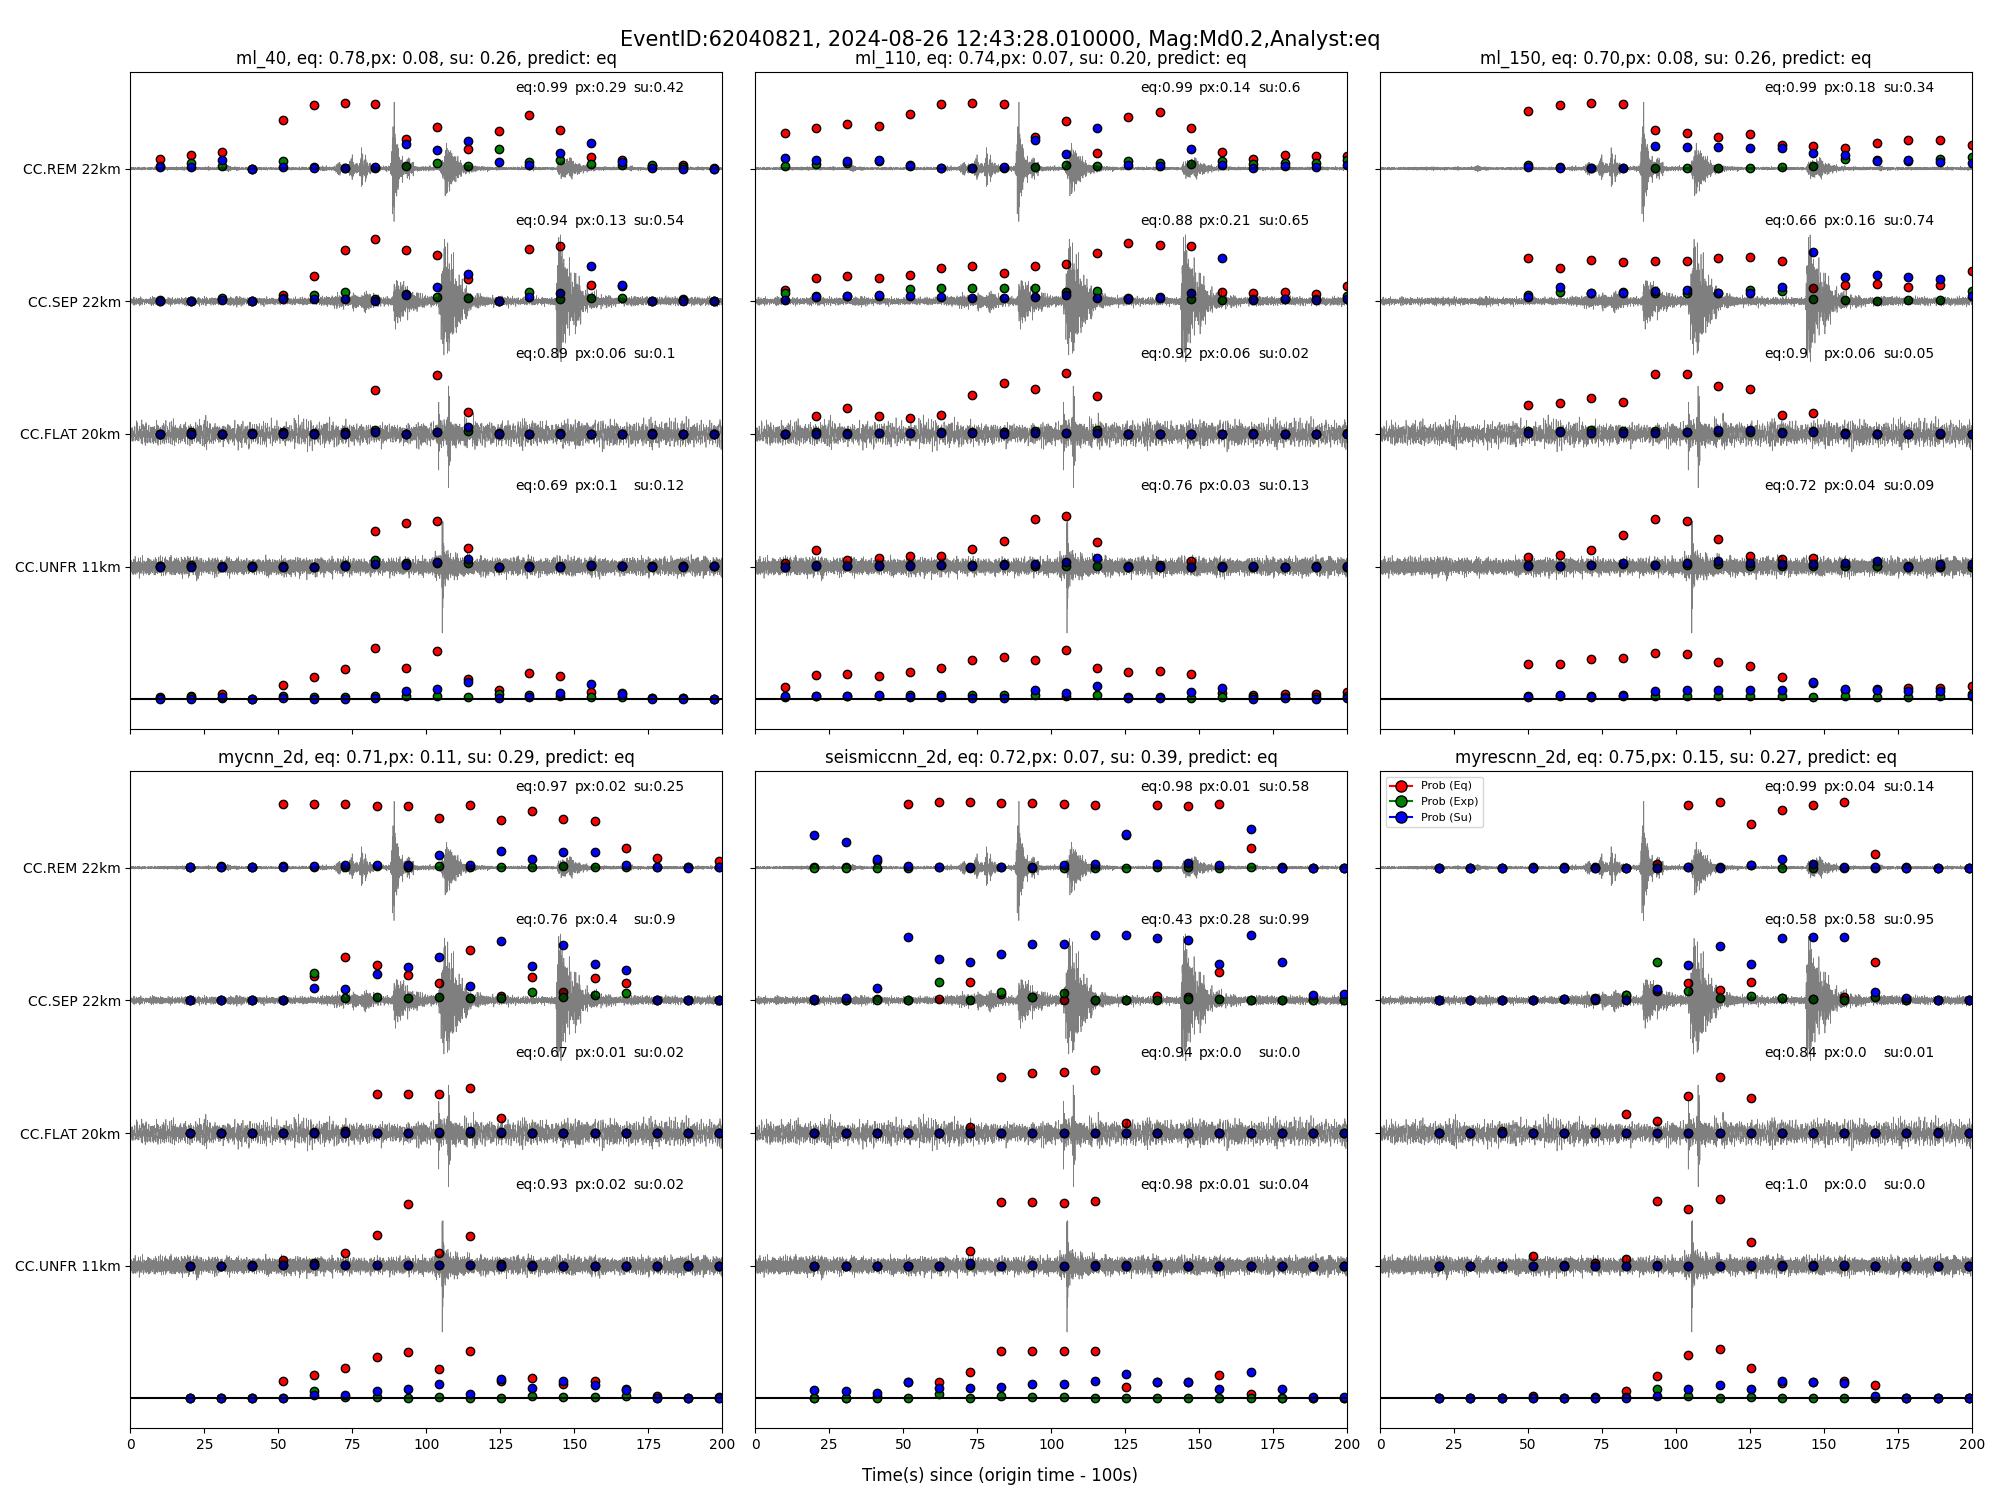 EventID:62040821, 2024-08-26 12:43:28.010000, Mag:Md0.2,Analyst:eq
ml_40, eq: 0.78,px: 0.08, su: 0.26, predict: eq
eq:0.99 px:0.29 su:0.42
CC.REM 22km
eq:0.94 px:0.13 su:0.54
CC.SEP 22km
eq:0.89 px:0.06 su:0.1
CC.FLAT 20km
eq:0.69 px:0.1 su:0.12
CC.UNFR 11km
ml_110, eq: 0.74,px: 0.07, su: 0.20, predict: eq
eq:0.99 px:0.14 su:0.6
eq:0.88 px:0.21 su:0.65
eq:0.92 px:0.06 su:0.02
eq:0.76 px:0.03 su:0.13
ml_150, eq: 0.70,px: 0.08, su: 0.26, predict: eq
eq:0.99 px:0.18 su:0.34
eq:0.66 px:0.16 su:0.74
eq:0.9 px:0.06 su:0.05
eq:0.72 px:0.04 su:0.09
mycnn_2d, eq: 0.71,px: 0.11, su: 0.29, predict: eq
eq:0.97 px:0.02 su:0.25
CC.REM 22km
eq:0.76 px:0.4 su:0.9
CC.SEP 22km
eq:0.67 px:0.01 su:0.02
CC.FLAT 20km
eq:0.93 px:0.02 su:0.02
CC.UNFR 11km
0 25 50 75 100 125 150 175 200
seismiccnn_2d, eq: 0.72,px: 0.07, su: 0.39, predict: eq
eq:0.98 px:0.01 su:0.58
eq:0.43 px:0.28 su:0.99
eq:0.94 px:0.0 su:0.0
eq:0.98 px:0.01 su:0.04
0 25 50 75 100 125 150 175 200
myrescnn_2d, eq: 0.75,px: 0.15, su: 0.27, predict: eq
Prob (Eq)
Prob (Exp)
Prob (Su)
eq:0.99 px:0.04 su:0.14
eq:0.58 px:0.58 su:0.95
eq:0.84 px:0.0 su:0.01
eq:1.0 px:0.0 su:0.0
0 25 50 75 100 125 150 175 200
Time(s) since (origin time - 100s)